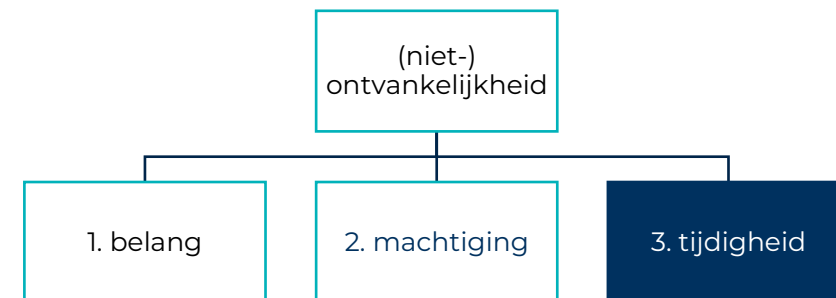 (niet-)
ontvankelijkheid
1. belang
2. machtiging
3. tijdigheid